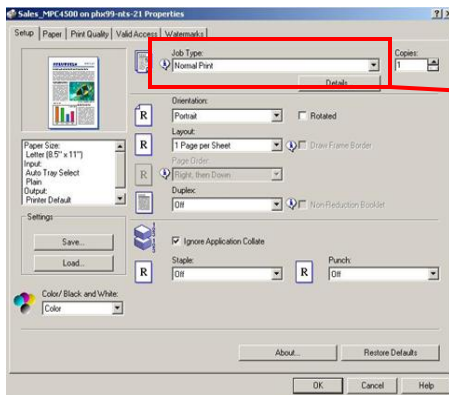 Sales_MPC4500 on phx99-nts-21 Properties
Setup Paper Print Quality Valid Access Watermarks
Job Type:
Normal Print
Details...
Copies:
1
Orientation:
Portrait
Rotated
Layout:
1 Page per Sheet
Draw Frame Border
Page Order:
Right, then Down
Duplex:
Off
Non-Reduction Booklet
Paper Size:
Letter (8.5" x 11")
Input:
Auto Tray Select
Plain
Output:
Printer Default
Settings
Save...
Load...
Ignore Application Collate
Staple:
Off
Punch:
Off
Color/ Black and White:
Color
About...
Restore Defaults
OK
Cancel
Help